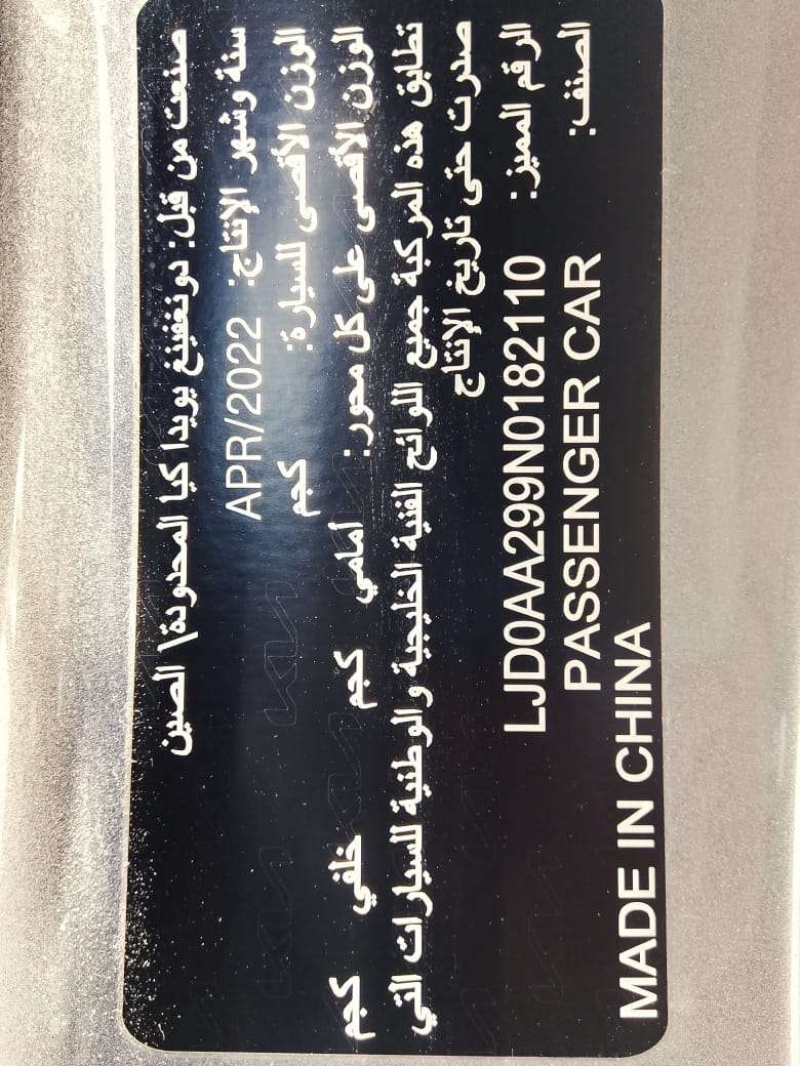 صنعت من قبل: دونغفينغ يويدا كيا المحدودة\ الصين
سنة وشهر الإنتاج: APR/2022
الوزن الأقصى للسيارة: كجم
الوزن الأقصى على كل محور: أمامي كجم خلفي كجم
تطابق هذه المركبة جميع اللوائح الفنية الخليجية والوطنية للسيارات التي
صدرت حتى تاريخ الإنتاج
الرقم المميز: LJD0AA299N0182110
الصنف: PASSENGER CAR
MADE IN CHINA